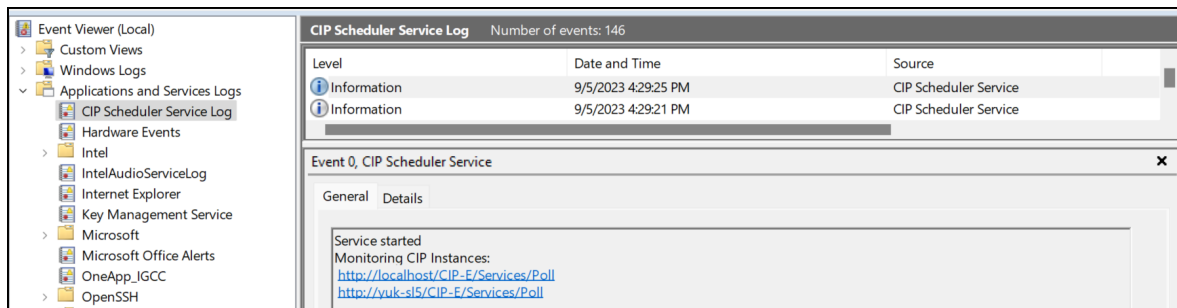 Event Viewer (Local)
Custom Views
Windows Logs
Applications and Services Logs
CIP Scheduler Service Log
Hardware Events
Intel
IntelAudioServiceLog
Internet Explorer
Key Management Service
Microsoft
Microsoft Office Alerts
OneApp_IGCC
OpenSSH
CIP Scheduler Service Log Number of events: 146
Level Date and Time Source
Information 9/5/2023 4:29:25 PM CIP Scheduler Service
Information 9/5/2023 4:29:21 PM CIP Scheduler Service
Event 0, CIP Scheduler Service
General Details
Service started
Monitoring CIP Instances:
http://localhost/CIP-E/Services/Poll
http://yuk-sl5/CIP-E/Services/Poll